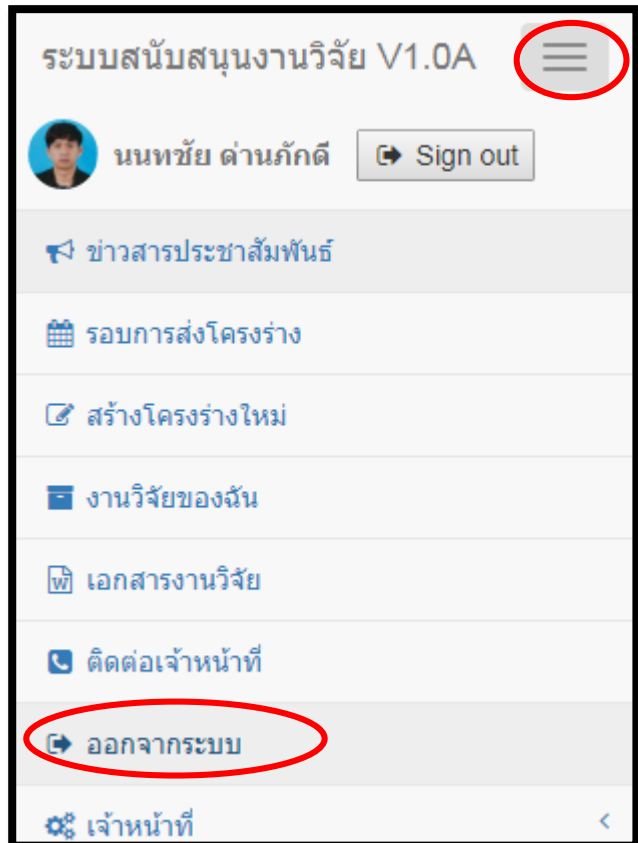 ระบบสนับสนุนงานวิจัย V1.0A
นนทชัย ด่านภักดี Sign out
ข่าวสารประชาสัมพันธ์
รอบการส่งโครงร่าง
สร้างโครงร่างใหม่
งานวิจัยของฉัน
เอกสารงานวิจัย
ติดต่อเจ้าหน้าที่
ออกจากระบบ
เจ้าหน้าที่